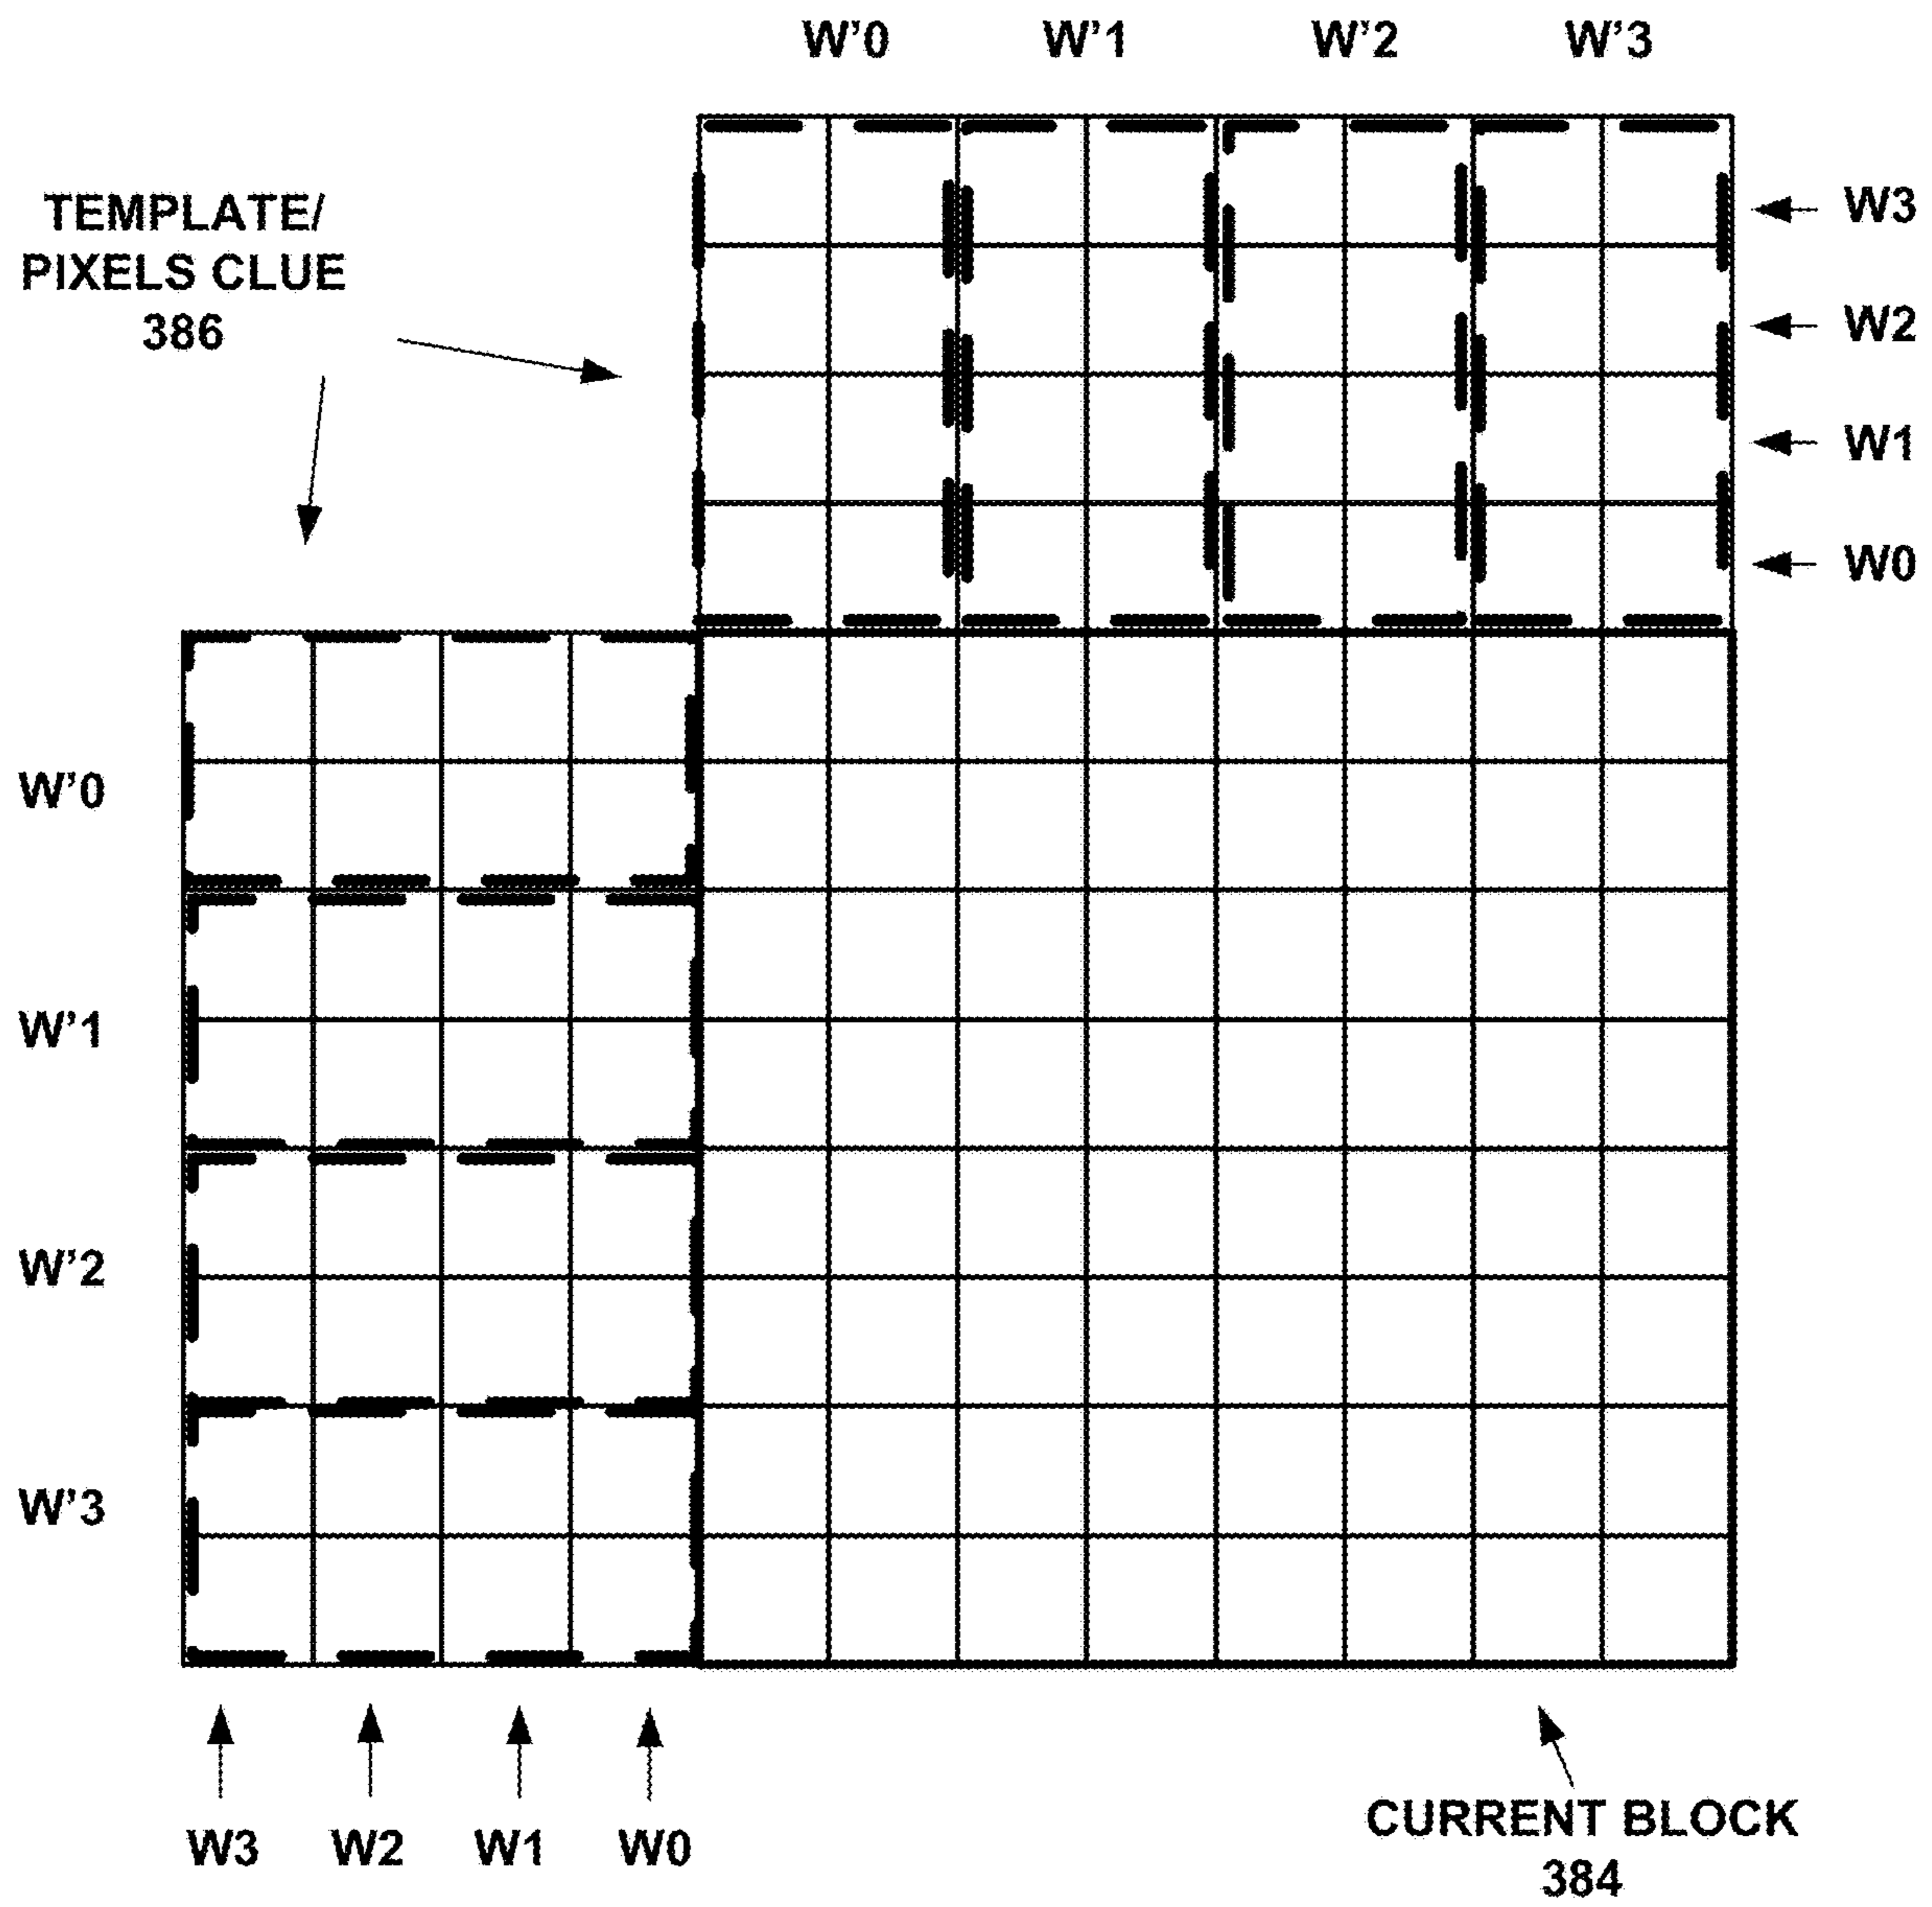 W'0 W'1 W'2 W'3
TEMPLATE/
PIXELS CLUE
386
W3
W2
W1
W0
W'0
W'1
W'2
W'3
W3 W2 W1 W0
CURRENT BLOCK
384